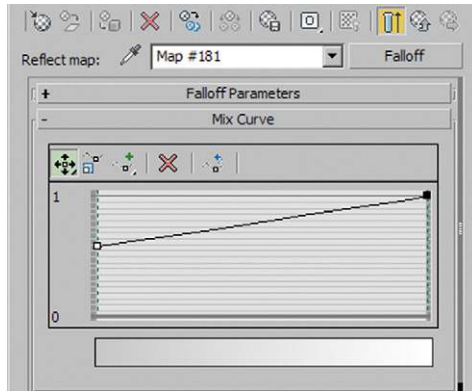 Reflect map: Map #181 Falloff
+ Falloff Parameters
- Mix Curve
1
0